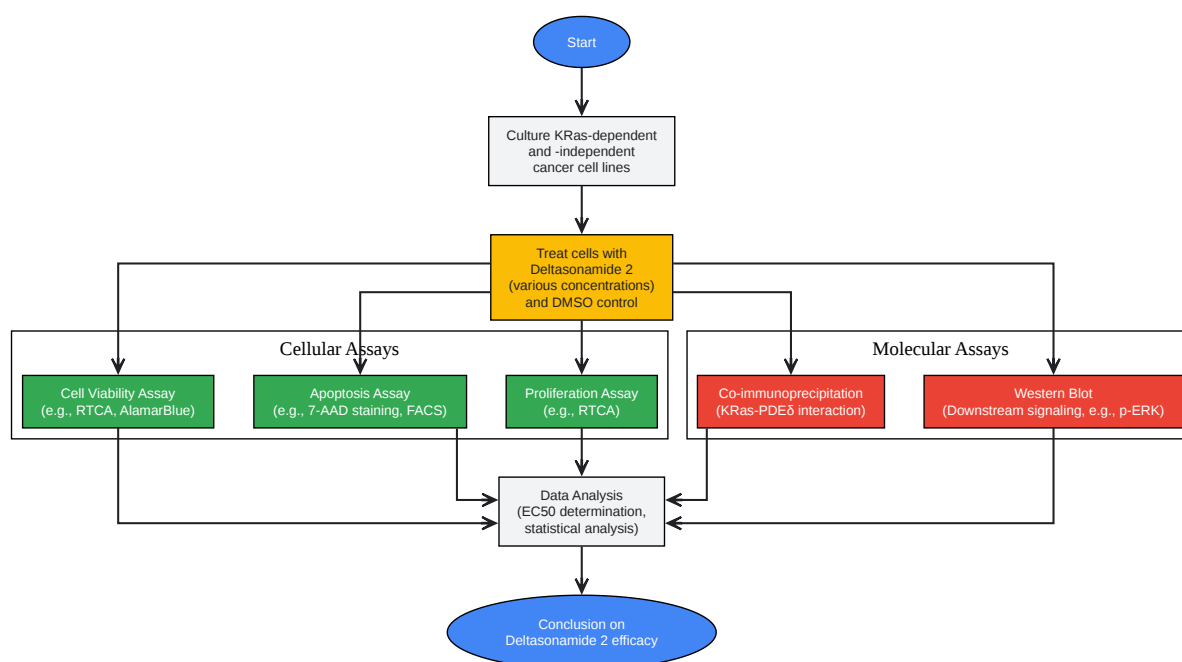 Start
Culture KRas-dependent
and -independent
cancer cell lines
Treat cells with
Deltasonamide 2
(various concentrations)
and DMSO control
Cellular Assays
Molecular Assays
Cell Viability Assay
(e.g., RTCA, AlamarBlue)
Apoptosis Assay
(e.g., 7-AAD staining, FACS)
Proliferation Assay
(e.g., RTCA)
Co-immunoprecipitation
(KRas-PDEδ interaction)
Western Blot
(Downstream signaling, e.g., p-ERK)
Data Analysis
(EC50 determination,
statistical analysis)
Conclusion on
Deltasonamide 2 efficacy